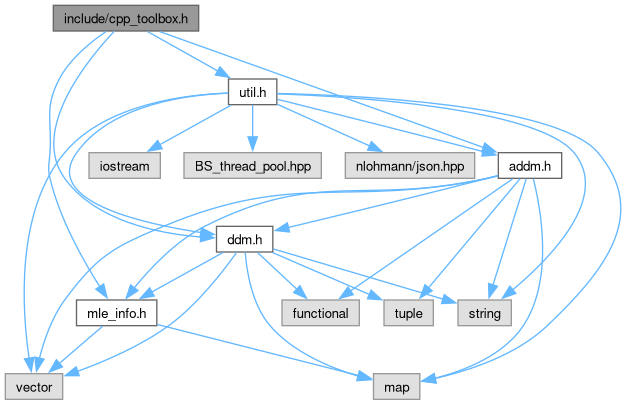 include/cpp_toolbox.h
util.h
iostream
BS_thread_pool.hpp
nlohmann/json.hpp
addm.h
ddm.h
mle_info.h
functional
tuple
string
vector
map